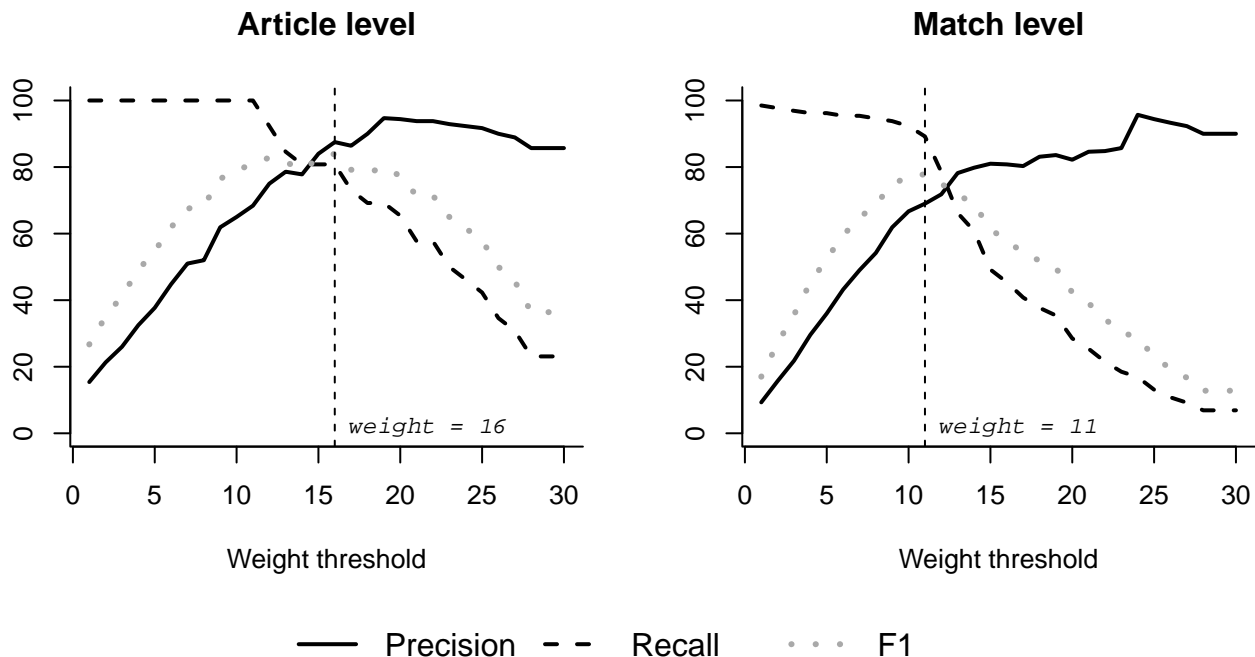 Article level
Match level
100
80
60
40
20
0
weight = 16
0 5 10 15 20 25 30
Weight threshold
100
80
60
40
20
0
weight = 11
0 5 10 15 20 25 30
Weight threshold
Precision Recall F1